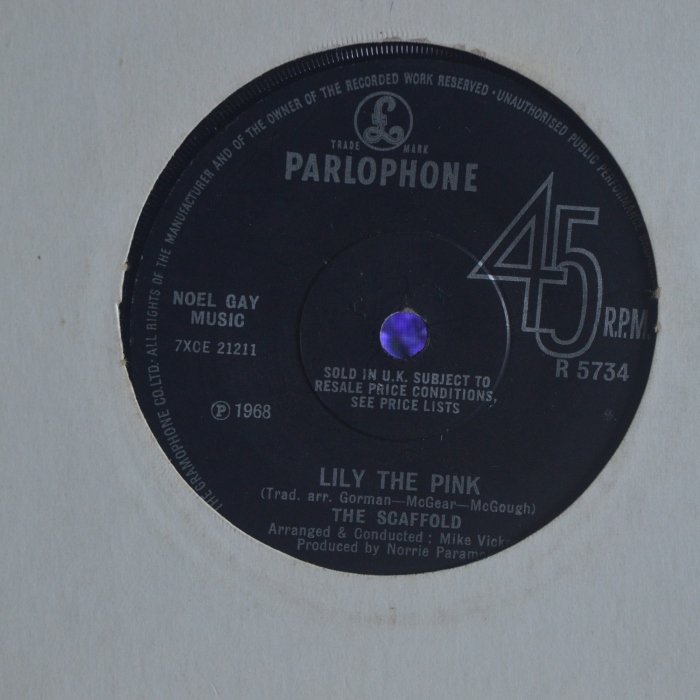 THE GRAMOPHONE CO.LTD. ALL RIGHTS OF THE MANUFACTURER AND OF THE OWNER OF THE RECORDED WORK RESERVED · UNAUTHORISED PUBLIC PERFORMANCE
£
TRADE MARK
PARLOPHONE
45
R.P.M.
R 5734
NOEL GAY
MUSIC
7XCE 21211
℗ 1968
SOLD IN U.K. SUBJECT TO
RESALE PRICE CONDITIONS,
SEE PRICE LISTS
LILY THE PINK
(Trad. arr. Gorman—McGear—McGough)
THE SCAFFOLD
Arranged & Conducted : Mike Vick
Produced by Norrie Param